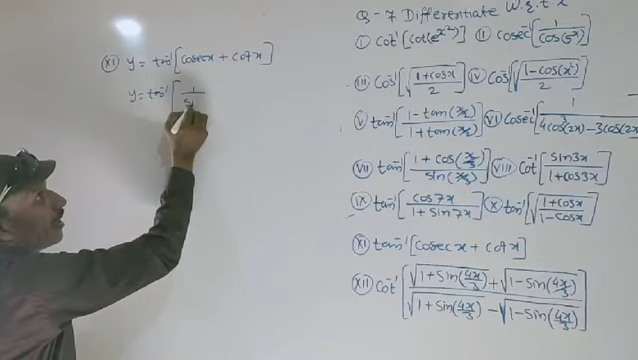 (XI) y = tan⁻¹[cosecx + cotx]
y = tan⁻¹[1/si
Q-7 Differentiate w.r.t x
(I) cot⁻¹[cot(e^(x²))] (II) cosec⁻¹[1/cos(5ˣ)]
(III) cos⁻¹[√((1+cosx)/2)] (IV) cos⁻¹[√((1-cos(x²))/2)]
(V) tan⁻¹[(1-tan(x/2))/(1+tan(x/2))] (VI) cosec⁻¹[1/(4cos³(2x)-3cos(2x
(VII) tan⁻¹[(1+cos(x/3))/sin(x/3)] (VIII) cot⁻¹[sin3x/(1+cos3x)]
(IX) tan⁻¹[cos7x/(1+sin7x)] (X) tan⁻¹[√((1+cosx)/(1-cosx))]
(XI) tan⁻¹[cosecx + cotx]
(XII) cot⁻¹[(√(1+sin(4x/3))+√(1-sin(4x/3)))/(√(1+sin(4x/3))-√(1-sin(4x/3)))]